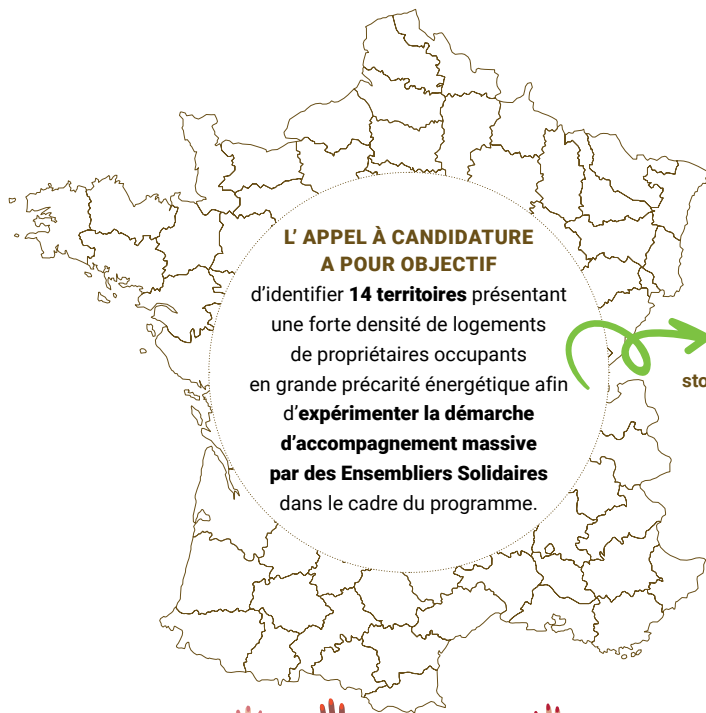 L' APPEL À CANDIDATURE
A POUR OBJECTIF
d'identifier 14 territoires présentant
une forte densité de logements
de propriétaires occupants
en grande précarité énergétique afin
d'expérimenter la démarche
d'accompagnement massive
par des Ensembliers Solidaires
dans le cadre du programme.